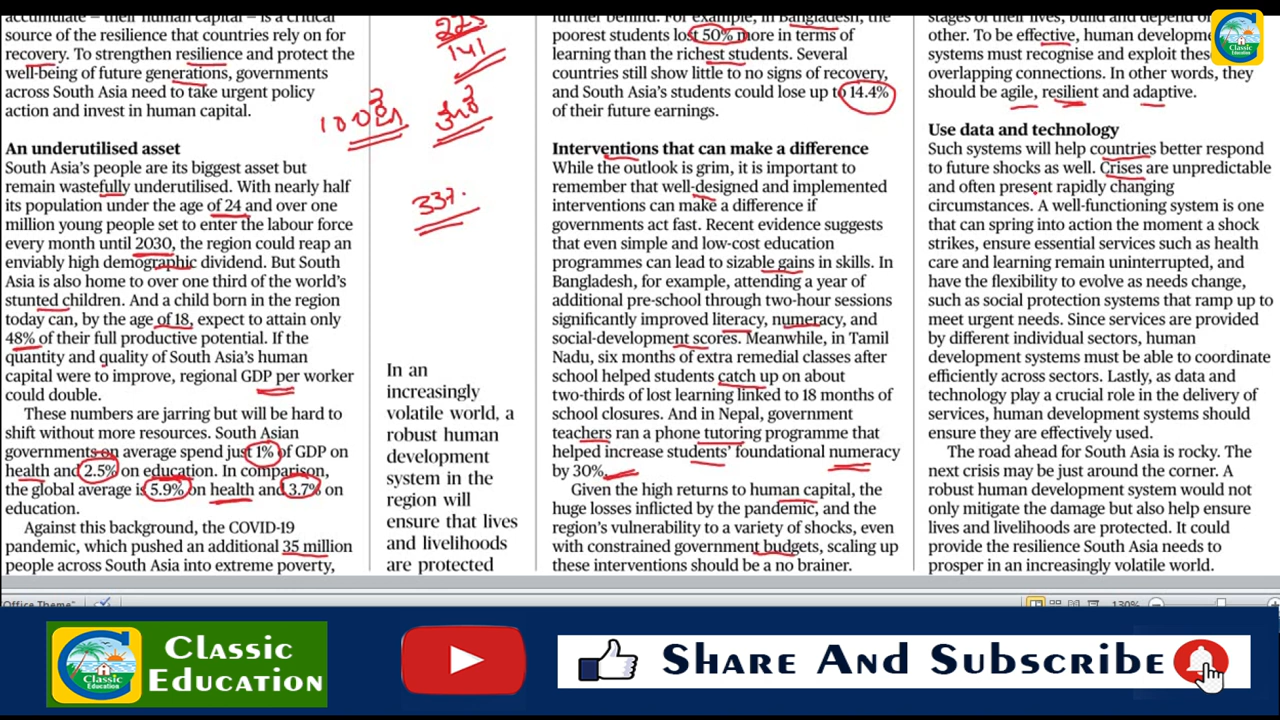 accumulate — their human capital — is a critical
source of the resilience that countries rely on for
recovery. To strengthen resilience and protect the
well-being of future generations, governments
across South Asia need to take urgent policy
action and invest in human capital.
An underutilised asset
South Asia's people are its biggest asset but
remain wastefully underutilised. With nearly half
its population under the age of 24 and over one
million young people set to enter the labour force
every month until 2030, the region could reap an
enviably high demographic dividend. But South
Asia is also home to over one third of the world's
stunted children. And a child born in the region
today can, by the age of 18, expect to attain only
48% of their full productive potential. If the
quantity and quality of South Asia's human
capital were to improve, regional GDP per worker
could double.
These numbers are jarring but will be hard to
shift without more resources. South Asian
governments on average spend just 1% of GDP on
health and 2.5% on education. In comparison,
the global average is 5.9% on health and 3.7% on
education.
Against this background, the COVID-19
pandemic, which pushed an additional 35 million
people across South Asia into extreme poverty,
225
141
In an
increasingly
volatile world, a
robust human
development
system in the
region will
ensure that lives
and livelihoods
are protected
further behind. For example, in Bangladesh, the
poorest students lost 50% more in terms of
learning than the richest students. Several
countries still show little to no signs of recovery,
and South Asia's students could lose up to 14.4%
of their future earnings.
Interventions that can make a difference
While the outlook is grim, it is important to
remember that well-designed and implemented
interventions can make a difference if
governments act fast. Recent evidence suggests
that even simple and low-cost education
programmes can lead to sizable gains in skills. In
Bangladesh, for example, attending a year of
additional pre-school through two-hour sessions
significantly improved literacy, numeracy, and
social-development scores. Meanwhile, in Tamil
Nadu, six months of extra remedial classes after
school helped students catch up on about
two-thirds of lost learning linked to 18 months of
school closures. And in Nepal, government
teachers ran a phone tutoring programme that
helped increase students' foundational numeracy
by 30%.
Given the high returns to human capital, the
huge losses inflicted by the pandemic, and the
region's vulnerability to a variety of shocks, even
with constrained government budgets, scaling up
these interventions should be a no brainer.
stages of their lives, build and depend on
other. To be effective, human developme
systems must recognise and exploit these
overlapping connections. In other words, they
should be agile, resilient and adaptive.
Use data and technology
Such systems will help countries better respond
to future shocks as well. Crises are unpredictable
and often present rapidly changing
circumstances. A well-functioning system is one
that can spring into action the moment a shock
strikes, ensure essential services such as health
care and learning remain uninterrupted, and
have the flexibility to evolve as needs change,
such as social protection systems that ramp up to
meet urgent needs. Since services are provided
by different individual sectors, human
development systems must be able to coordinate
efficiently across sectors. Lastly, as data and
technology play a crucial role in the delivery of
services, human development systems should
ensure they are effectively used.
The road ahead for South Asia is rocky. The
next crisis may be just around the corner. A
robust human development system would not
only mitigate the damage but also help ensure
lives and livelihoods are protected. It could
provide the resilience South Asia needs to
prosper in an increasingly volatile world.
Classic
Education
"Office Theme"
130%
Classic
Education
Classic
Education
Share And Subscribe